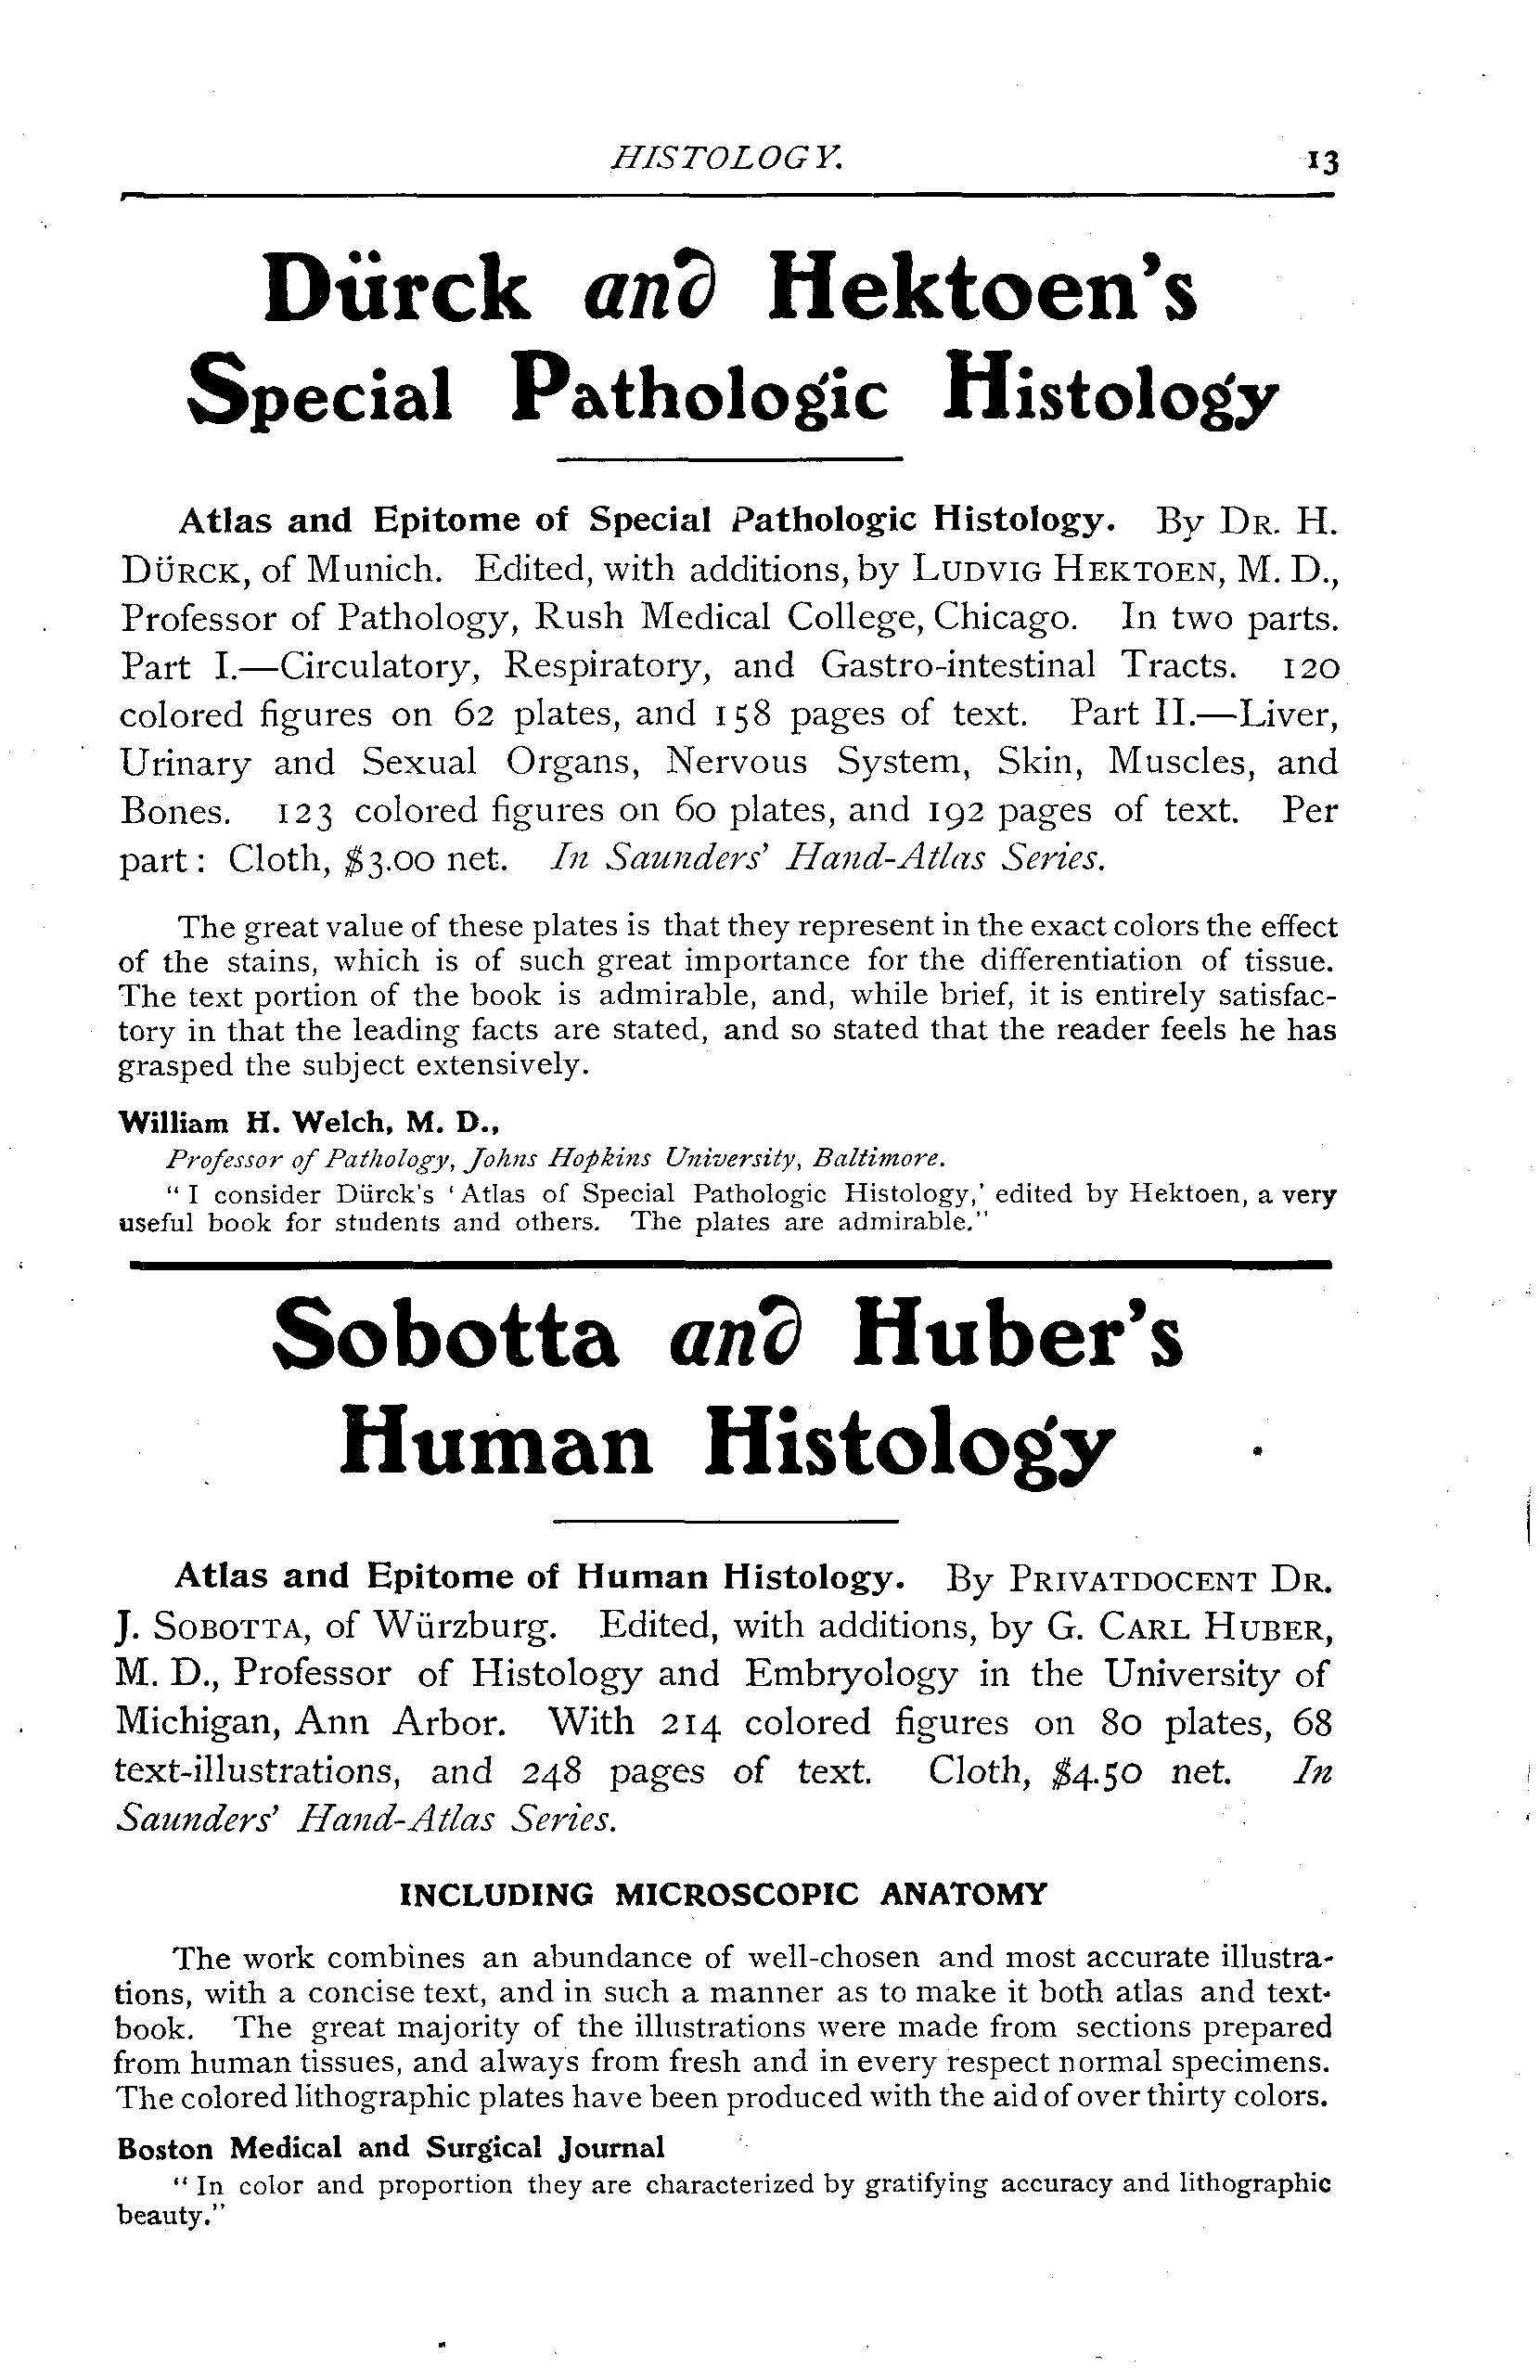 HISTOLOGY. 13
Dürck and Hektoen's
Special Pathologic Histology
Atlas and Epitome of Special Pathologic Histology. By DR. H.
DÜRCK, of Munich. Edited, with additions, by LUDVIG HEKTOEN, M. D.,
Professor of Pathology, Rush Medical College, Chicago. In two parts.
Part I.—Circulatory, Respiratory, and Gastro-intestinal Tracts. 120
colored figures on 62 plates, and 158 pages of text. Part II.—Liver,
Urinary and Sexual Organs, Nervous System, Skin, Muscles, and
Bones. 123 colored figures on 60 plates, and 192 pages of text. Per
part: Cloth, $3.00 net. In Saunders' Hand-Atlas Series.
The great value of these plates is that they represent in the exact colors the effect
of the stains, which is of such great importance for the differentiation of tissue.
The text portion of the book is admirable, and, while brief, it is entirely satisfac-
tory in that the leading facts are stated, and so stated that the reader feels he has
grasped the subject extensively.
William H. Welch, M. D.,
Professor of Pathology, Johns Hopkins University, Baltimore.
"I consider Dürck's 'Atlas of Special Pathologic Histology,' edited by Hektoen, a very
useful book for students and others. The plates are admirable."
Sobotta and Huber's
Human Histology
Atlas and Epitome of Human Histology. By PRIVATDOCENT DR.
J. SOBOTTA, of Würzburg. Edited, with additions, by G. CARL HUBER,
M. D., Professor of Histology and Embryology in the University of
Michigan, Ann Arbor. With 214 colored figures on 80 plates, 68
text-illustrations, and 248 pages of text. Cloth, $4.50 net. In
Saunders' Hand-Atlas Series.
INCLUDING MICROSCOPIC ANATOMY
The work combines an abundance of well-chosen and most accurate illustra-
tions, with a concise text, and in such a manner as to make it both atlas and text-
book. The great majority of the illustrations were made from sections prepared
from human tissues, and always from fresh and in every respect normal specimens.
The colored lithographic plates have been produced with the aid of over thirty colors.
Boston Medical and Surgical Journal
"In color and proportion they are characterized by gratifying accuracy and lithographic
beauty."